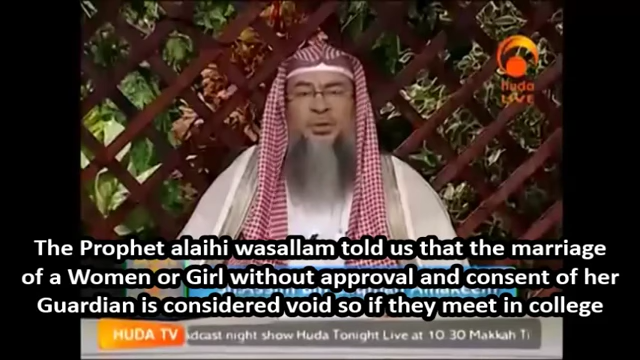 Huda
LIVE
The Prophet alaihi wasallam told us that the marriage
of a Women or Girl without approval and consent of her
Guardian is considered void so if they meet in college
HUDA TV
dcast night show Huda Tonight Live at 10 30 Makkah Ti